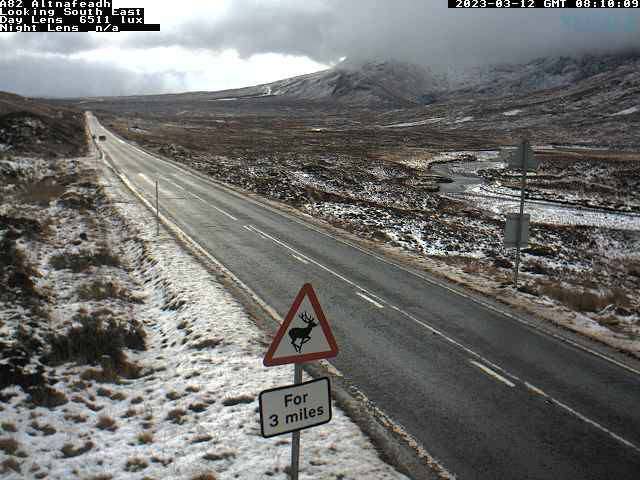 A82 Altnafeadh
Looking South East
Day Lens 6511 lux
Night Lens n/a
2023-03-12 GMT 08:10:09
For
3 miles